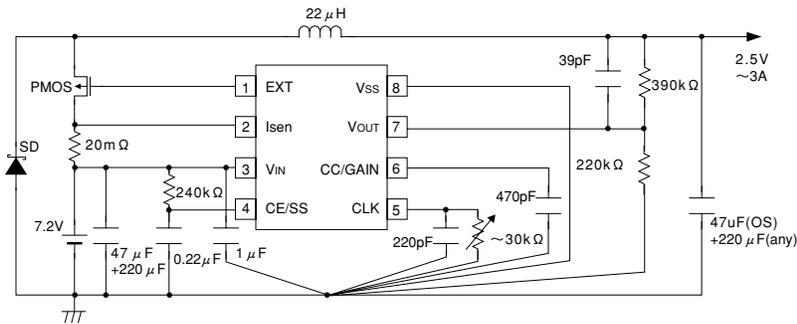 22μH
2.5V
~3A
39pF
390kΩ
PMOS
1 EXT
VSS 8
2 Isen
VOUT 7
20mΩ
SD
3 VIN
CC/GAIN 6
220kΩ
240kΩ
4 CE/SS
CLK 5
470pF
7.2V
47μF
+220μF
0.22μF
1μF
220pF
~30kΩ
47uF(OS)
+220μF(any)